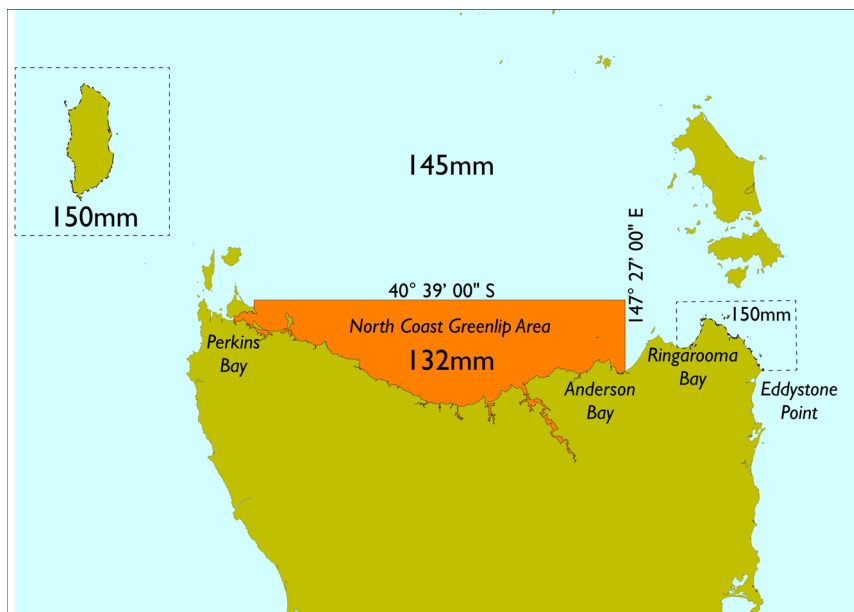 145mm
150mm
147° 27' 00" E
40° 39' 00" S
North Coast Greenlip Area
132mm
150mm
Perkins
Bay
Anderson
Bay
Ringarooma
Bay
Eddystone
Point